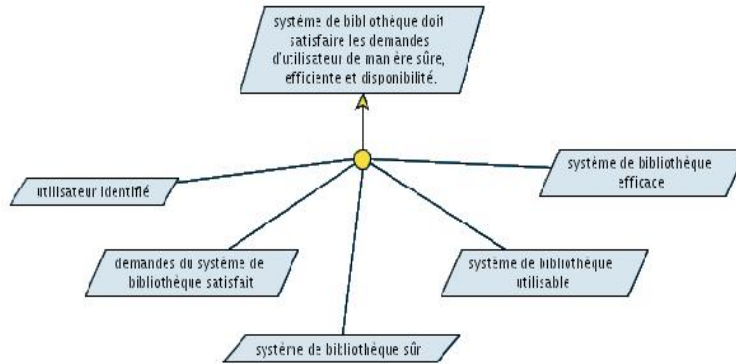 système de bibliothèque doit
satisfaire les demandes
d'utilisateur de manière sûre,
efficiente et disponibilité.
utilisateur identifié
système de bibliothèque
efficace
demandes du système de
bibliothèque satisfait
système de bibliothèque
utilisable
système de bibliothèque sûr